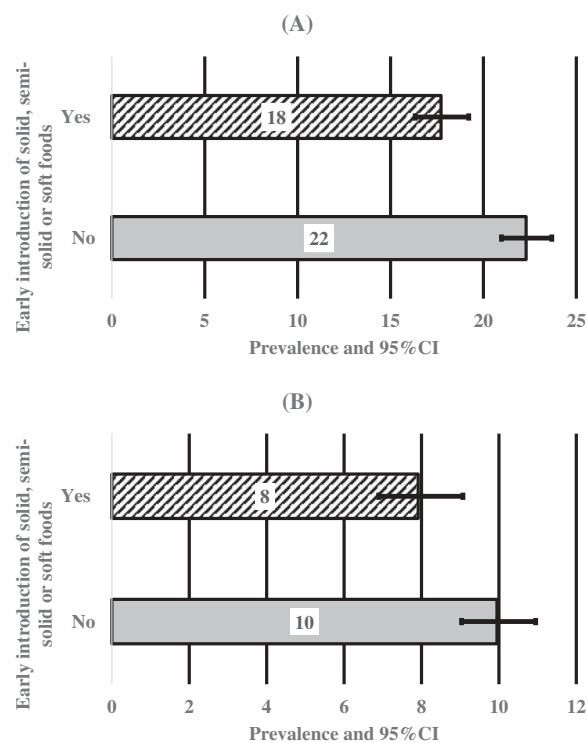 (A)
Early introduction of solid, semi-
solid or soft foods
Yes
18
No
22
0 5 10 15 20 25
Prevalence and 95%CI
(B)
Early introduction of solid, semi-
solid or soft foods
Yes
8
No
10
0 2 4 6 8 10 12
Prevalence and 95%CI